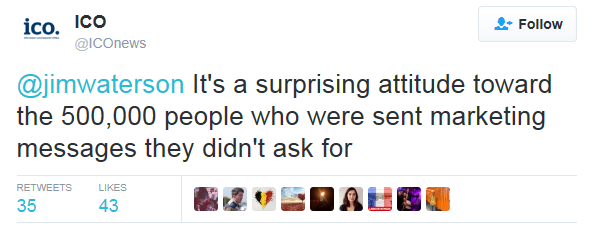 ico.
ICO
@ICOnews
Follow
@jimwaterson It's a surprising attitude toward
the 500,000 people who were sent marketing
messages they didn't ask for
RETWEETS
LIKES
35
43